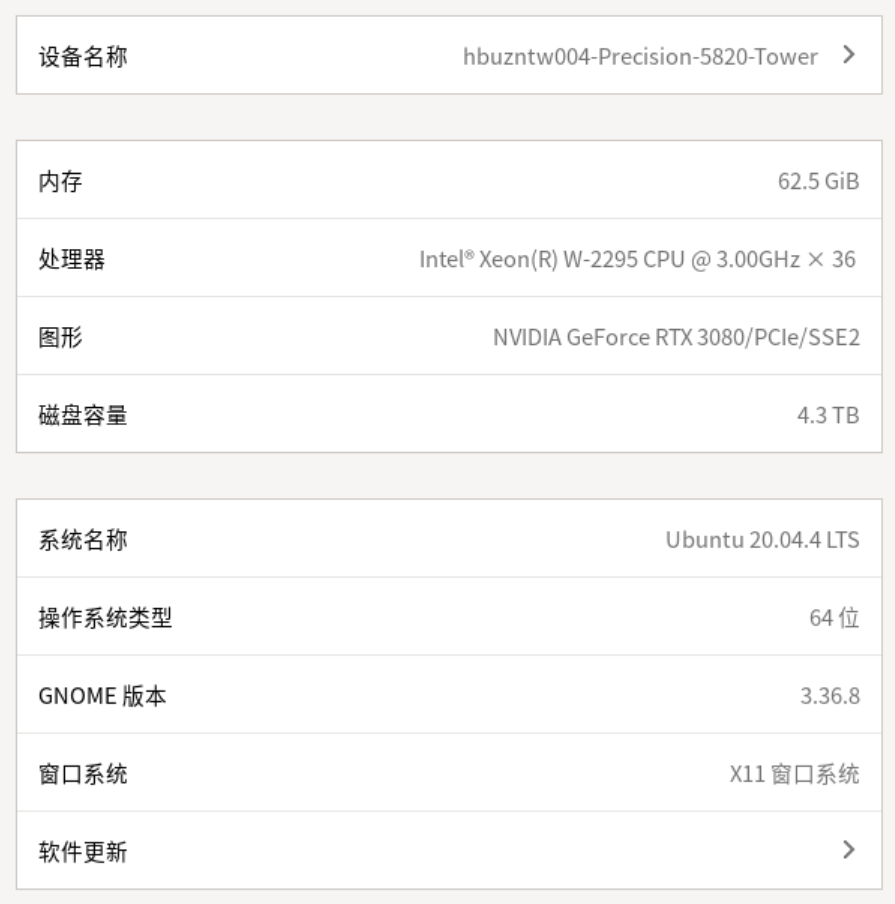 设备名称 hbuzntw004-Precision-5820-Tower
内存 62.5 GiB
处理器 Intel® Xeon(R) W-2295 CPU @ 3.00GHz × 36
图形 NVIDIA GeForce RTX 3080/PCIe/SSE2
磁盘容量 4.3 TB
系统名称 Ubuntu 20.04.4 LTS
操作系统类型 64 位
GNOME 版本 3.36.8
窗口系统 X11 窗口系统
软件更新